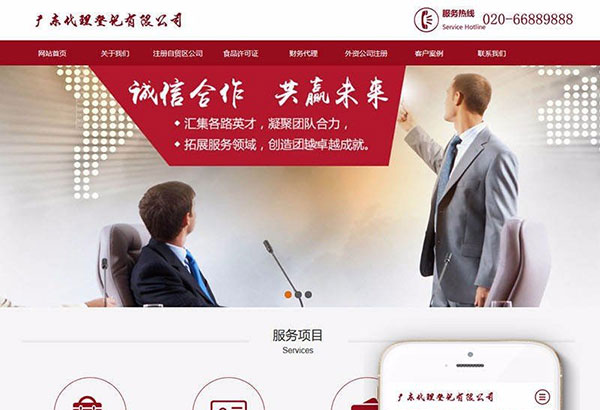 广东代理登记有限公司
服务热线
Service Hotline
020-66889888
网站首页 关于我们 注册自贸区公司 食品许可证 财务代理 外资公司注册 客户案例 联系我们
诚信合作 共赢未来
汇集各路英才，凝聚团队合力，
拓展服务领域，创造团越卓越成就。
服务项目
Services
广东代理登记有限公司